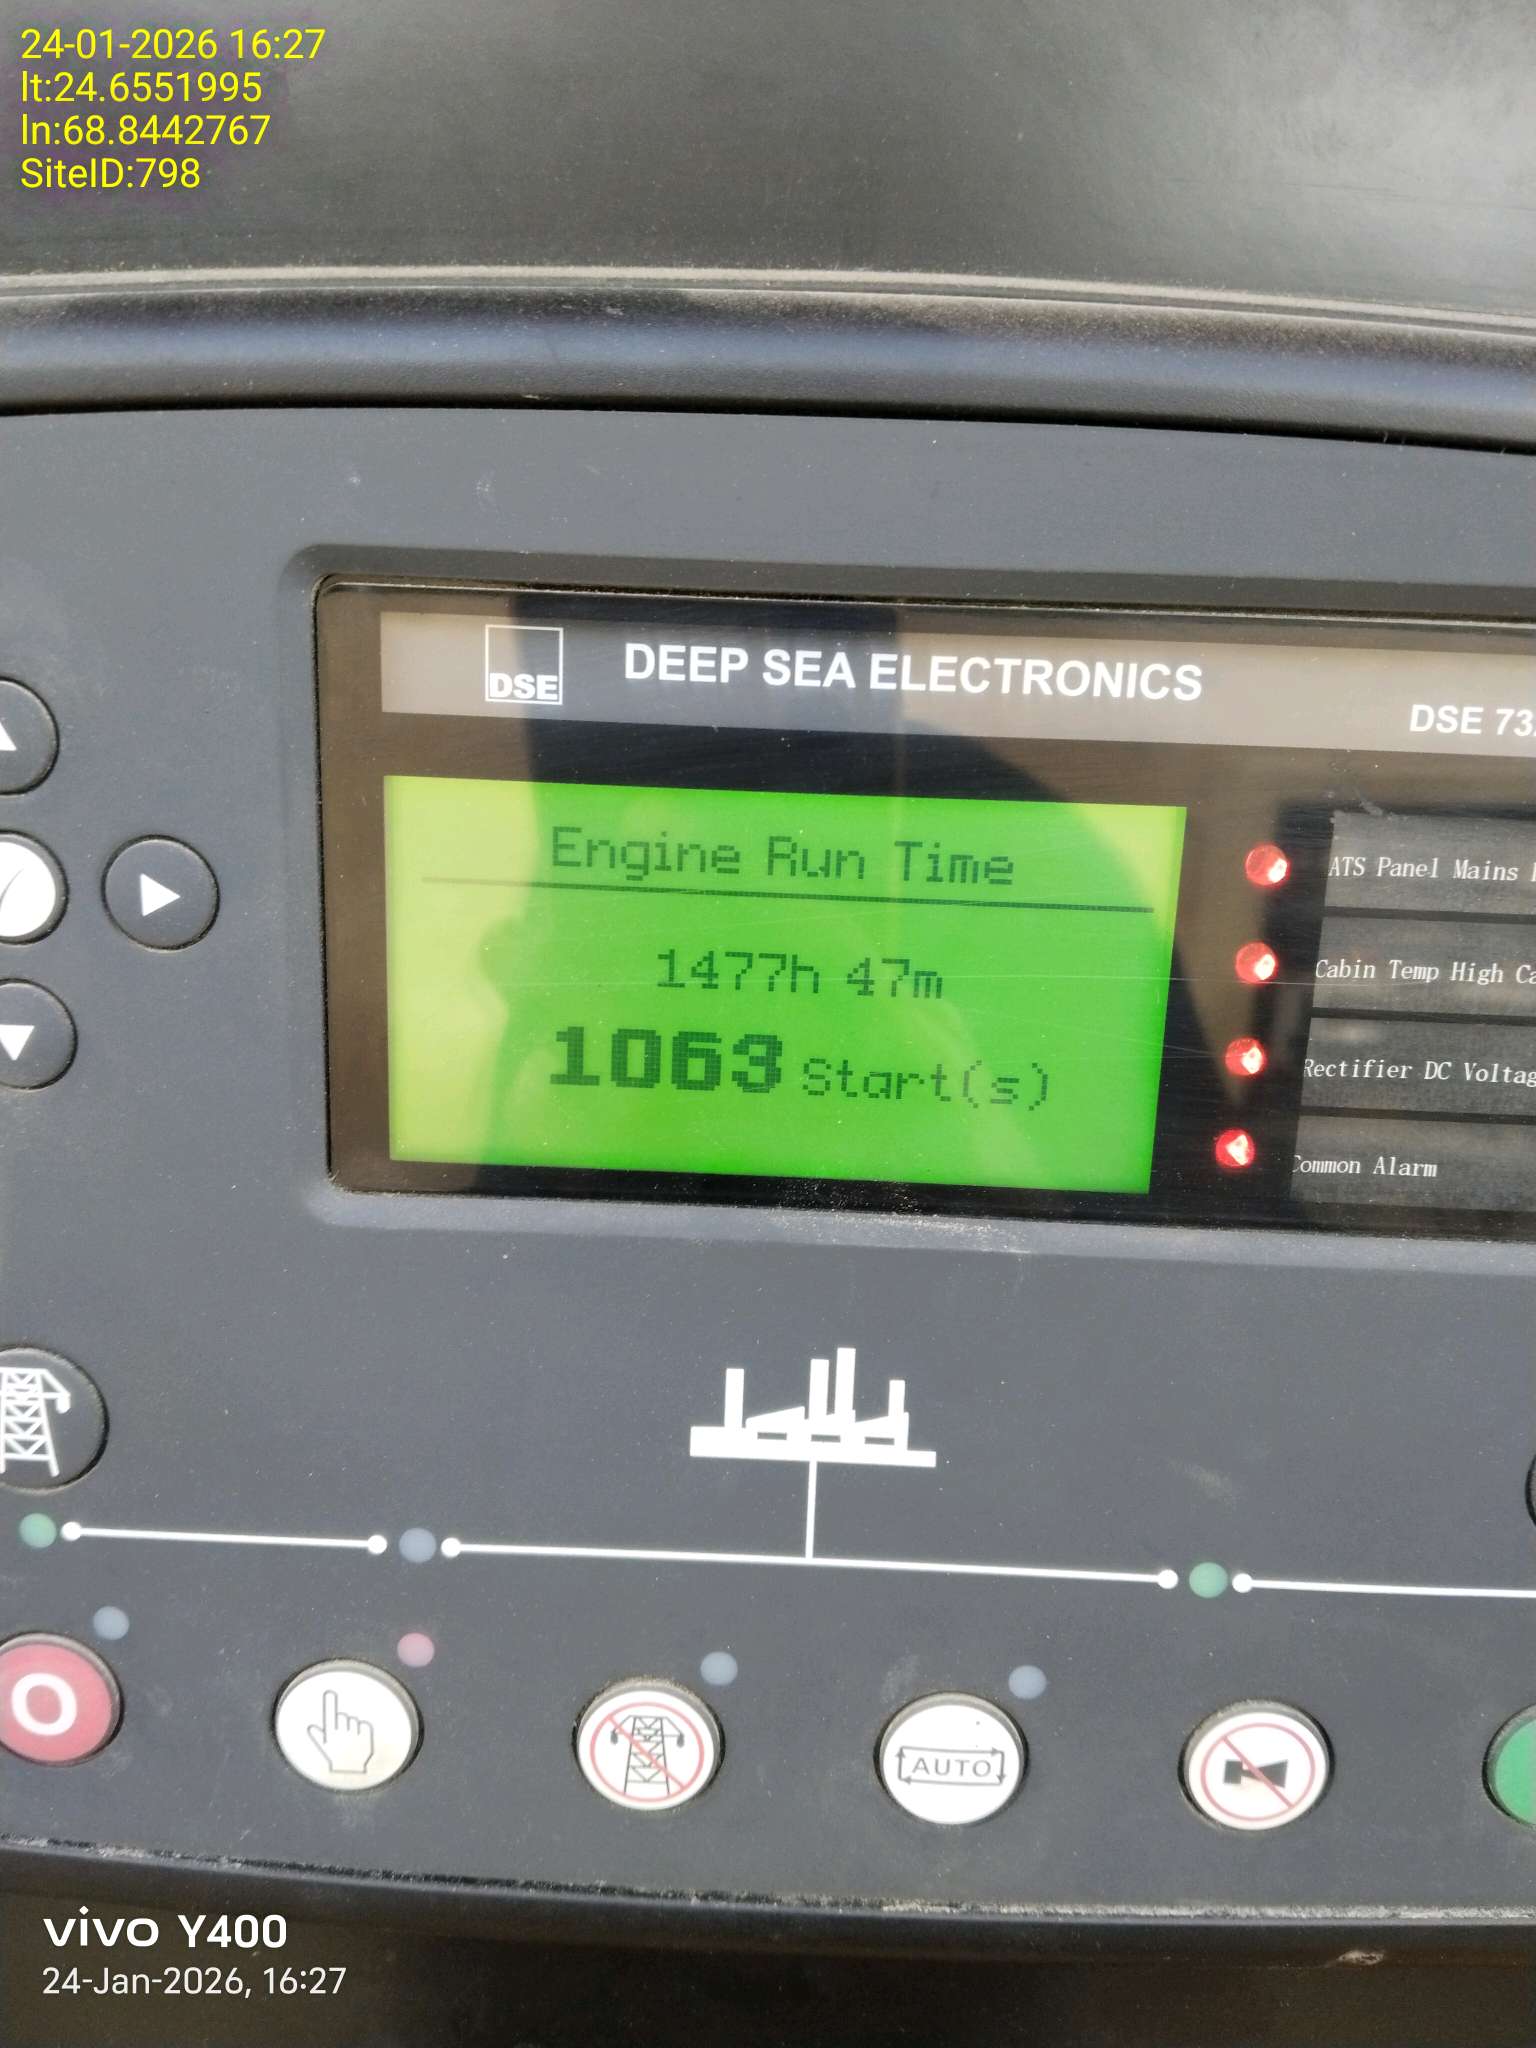 24-01-2026 16:27
lt:24.6551995
ln:68.8442767
SiteID:798
DSE
DEEP SEA ELECTRONICS
DSE
Engine Run Time
1477h 47m
1063 Start(s)
ATS Panel Mains
Cabin Temp High
Rectifier DC
Common Alarm
AUTO
vivo Y400
24-Jan-2026, 16:27